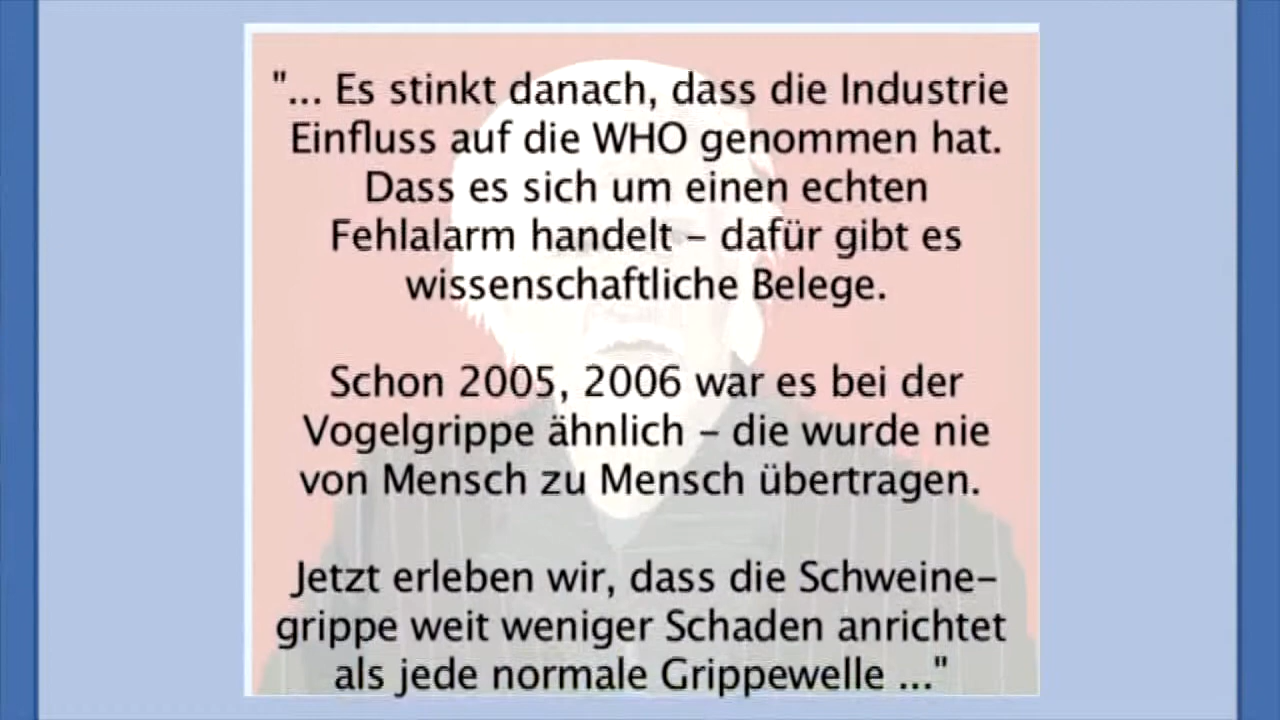 "... Es stinkt danach, dass die Industrie
Einfluss auf die WHO genommen hat.
Dass es sich um einen echten
Fehlalarm handelt – dafür gibt es
wissenschaftliche Belege.
Schon 2005, 2006 war es bei der
Vogelgrippe ähnlich – die wurde nie
von Mensch zu Mensch übertragen.
Jetzt erleben wir, dass die Schweine–
grippe weit weniger Schaden anrichtet
als jede normale Grippewelle ..."